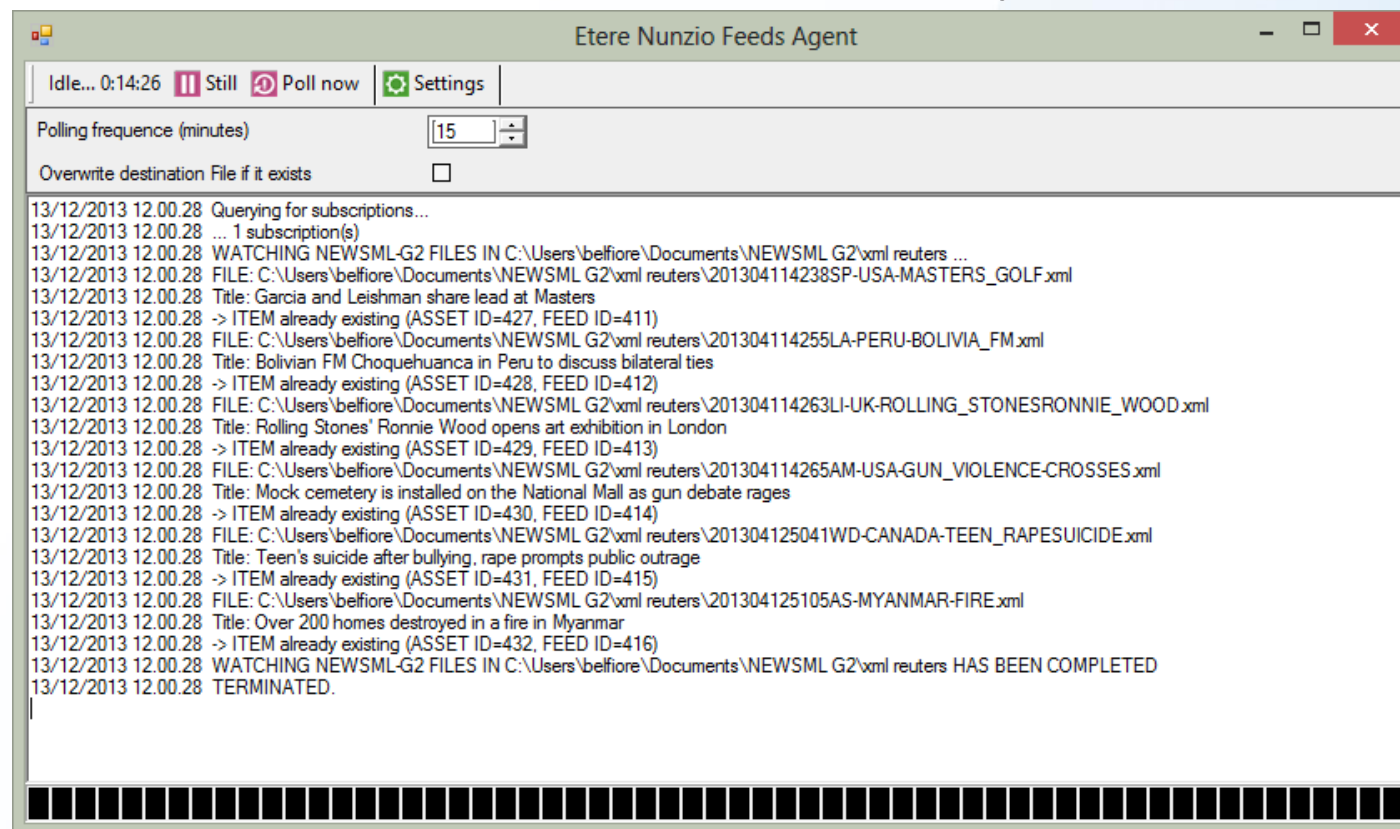 Etere Nunzio Feeds Agent
Idle... 0:14:26 Still Poll now Settings
Polling frequence (minutes) 15
Overwrite destination File if it exists
13/12/2013 12.00.28 Querying for subscriptions...
13/12/2013 12.00.28 ... 1 subscription(s)
13/12/2013 12.00.28 WATCHING NEWSML-G2 FILES IN C:\Users\belfiore\Documents\NEWSML G2\xml reuters ...
13/12/2013 12.00.28 FILE: C:\Users\belfiore\Documents\NEWSML G2\xml reuters\201304114238SP-USA-MASTERS_GOLF.xml
13/12/2013 12.00.28 Title: Garcia and Leishman share lead at Masters
13/12/2013 12.00.28 -> ITEM already existing (ASSET ID=427, FEED ID=411)
13/12/2013 12.00.28 FILE: C:\Users\belfiore\Documents\NEWSML G2\xml reuters\201304114255LA-PERU-BOLIVIA_FM.xml
13/12/2013 12.00.28 Title: Bolivian FM Choquehuanca in Peru to discuss bilateral ties
13/12/2013 12.00.28 -> ITEM already existing (ASSET ID=428, FEED ID=412)
13/12/2013 12.00.28 FILE: C:\Users\belfiore\Documents\NEWSML G2\xml reuters\201304114263LI-UK-ROLLING_STONESRONNIE_WOOD.xml
13/12/2013 12.00.28 Title: Rolling Stones' Ronnie Wood opens art exhibition in London
13/12/2013 12.00.28 -> ITEM already existing (ASSET ID=429, FEED ID=413)
13/12/2013 12.00.28 FILE: C:\Users\belfiore\Documents\NEWSML G2\xml reuters\201304114265AM-USA-GUN_VIOLENCE-CROSSES.xml
13/12/2013 12.00.28 Title: Mock cemetery is installed on the National Mall as gun debate rages
13/12/2013 12.00.28 -> ITEM already existing (ASSET ID=430, FEED ID=414)
13/12/2013 12.00.28 FILE: C:\Users\belfiore\Documents\NEWSML G2\xml reuters\201304125041WD-CANADA-TEEN_RAPESUICIDE.xml
13/12/2013 12.00.28 Title: Teen's suicide after bullying, rape prompts public outrage
13/12/2013 12.00.28 -> ITEM already existing (ASSET ID=431, FEED ID=415)
13/12/2013 12.00.28 FILE: C:\Users\belfiore\Documents\NEWSML G2\xml reuters\201304125105AS-MYANMAR-FIRE.xml
13/12/2013 12.00.28 Title: Over 200 homes destroyed in a fire in Myanmar
13/12/2013 12.00.28 -> ITEM already existing (ASSET ID=432, FEED ID=416)
13/12/2013 12.00.28 WATCHING NEWSML-G2 FILES IN C:\Users\belfiore\Documents\NEWSML G2\xml reuters HAS BEEN COMPLETED
13/12/2013 12.00.28 TERMINATED.